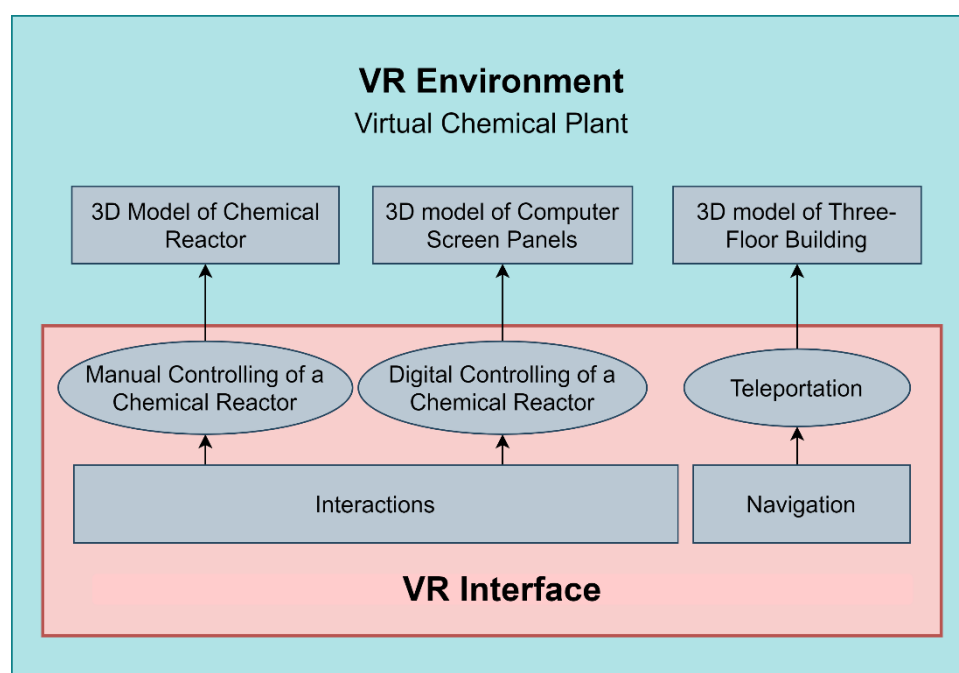 VR Environment
Virtual Chemical Plant
3D Model of Chemical
Reactor
3D model of Computer
Screen Panels
3D model of Three-
Floor Building
Manual Controlling of a
Chemical Reactor
Digital Controlling of a
Chemical Reactor
Teleportation
Interactions
Navigation
VR Interface